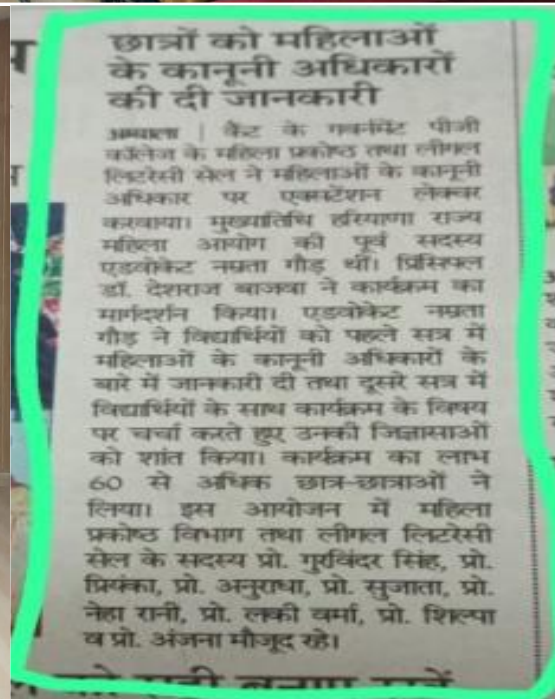 छात्रों को महिलाओं
के कानूनी अधिकारों
की दी जानकारी
अम्बाला | कैंट के गवर्नमेंट पीजी
कॉलेज के महिला प्रकोष्ठ तथा लीगल
लिटरेसी सेल ने महिलाओं के कानूनी
अधिकार पर एक्सटेंशन लेक्चर
करवाया। मुख्यातिथि हरियाणा राज्य
महिला आयोग की पूर्व सदस्य
एडवोकेट नम्रता गौड़ थीं। प्रिंसिपल
डॉ. देशराज बाजवा ने कार्यक्रम का
मार्गदर्शन किया। एडवोकेट नम्रता
गौड़ ने विद्यार्थियों को पहले सत्र में
महिलाओं के कानूनी अधिकारों के
बारे में जानकारी दी तथा दूसरे सत्र में
विद्यार्थियों के साथ कार्यक्रम के विषय
पर चर्चा करते हुए उनकी जिज्ञासाओं
को शांत किया। कार्यक्रम का लाभ
60 से अधिक छात्र-छात्राओं ने
लिया। इस आयोजन में महिला
प्रकोष्ठ विभाग तथा लीगल लिटरेसी
सेल के सदस्य प्रो. गुरविंदर सिंह, प्रो.
प्रियंका, प्रो. अनुराधा, प्रो. सुजाता, प्रो.
नेहा रानी, प्रो. लकी वर्मा, प्रो. शिल्पा
व प्रो. अंजना मौजूद रहे।